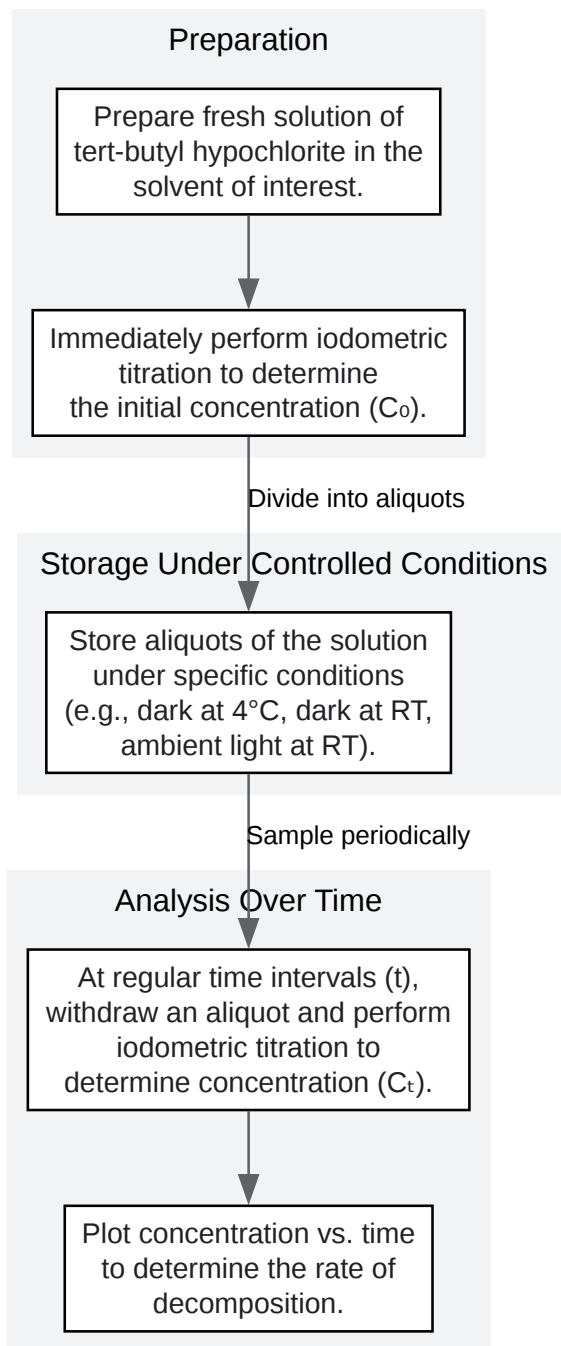 Preparation
Prepare fresh solution of
tert-butyl hypochlorite in the
solvent of interest.
Immediately perform iodometric
titration to determine
the initial concentration (C₀).
Divide into aliquots
Storage Under Controlled Conditions
Store aliquots of the solution
under specific conditions
(e.g., dark at 4°C, dark at RT,
ambient light at RT).
Sample periodically
Analysis Over Time
At regular time intervals (t),
withdraw an aliquot and perform
iodometric titration to
determine concentration (Cₜ).
Plot concentration vs. time
to determine the rate of
decomposition.